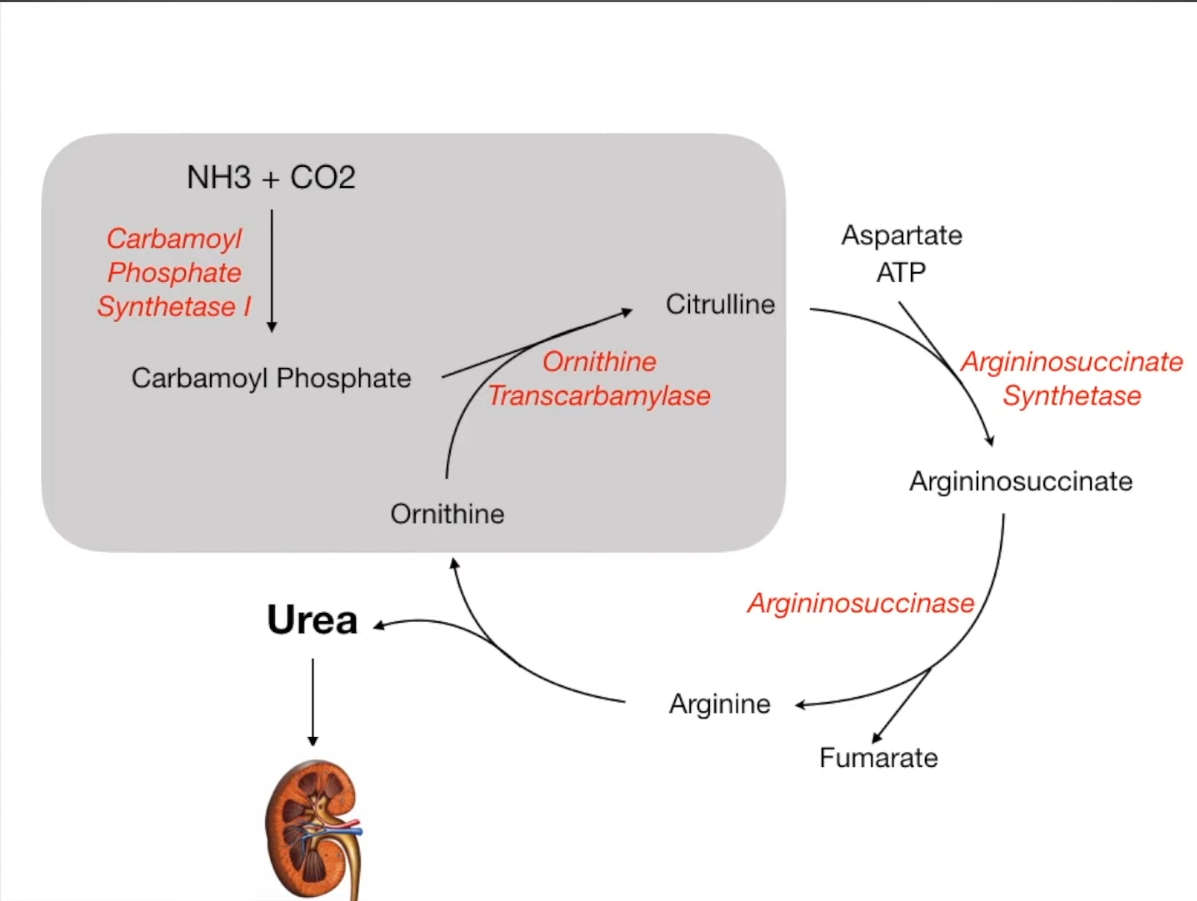 NH3 + CO2
Carbamoyl
Phosphate
Synthetase I
Carbamoyl Phosphate
Ornithine
Transcarbamylase
Citrulline
Ornithine
Aspartate
ATP
Argininosuccinate
Synthetase
Argininosuccinate
Argininosuccinase
Arginine
Fumarate
Urea